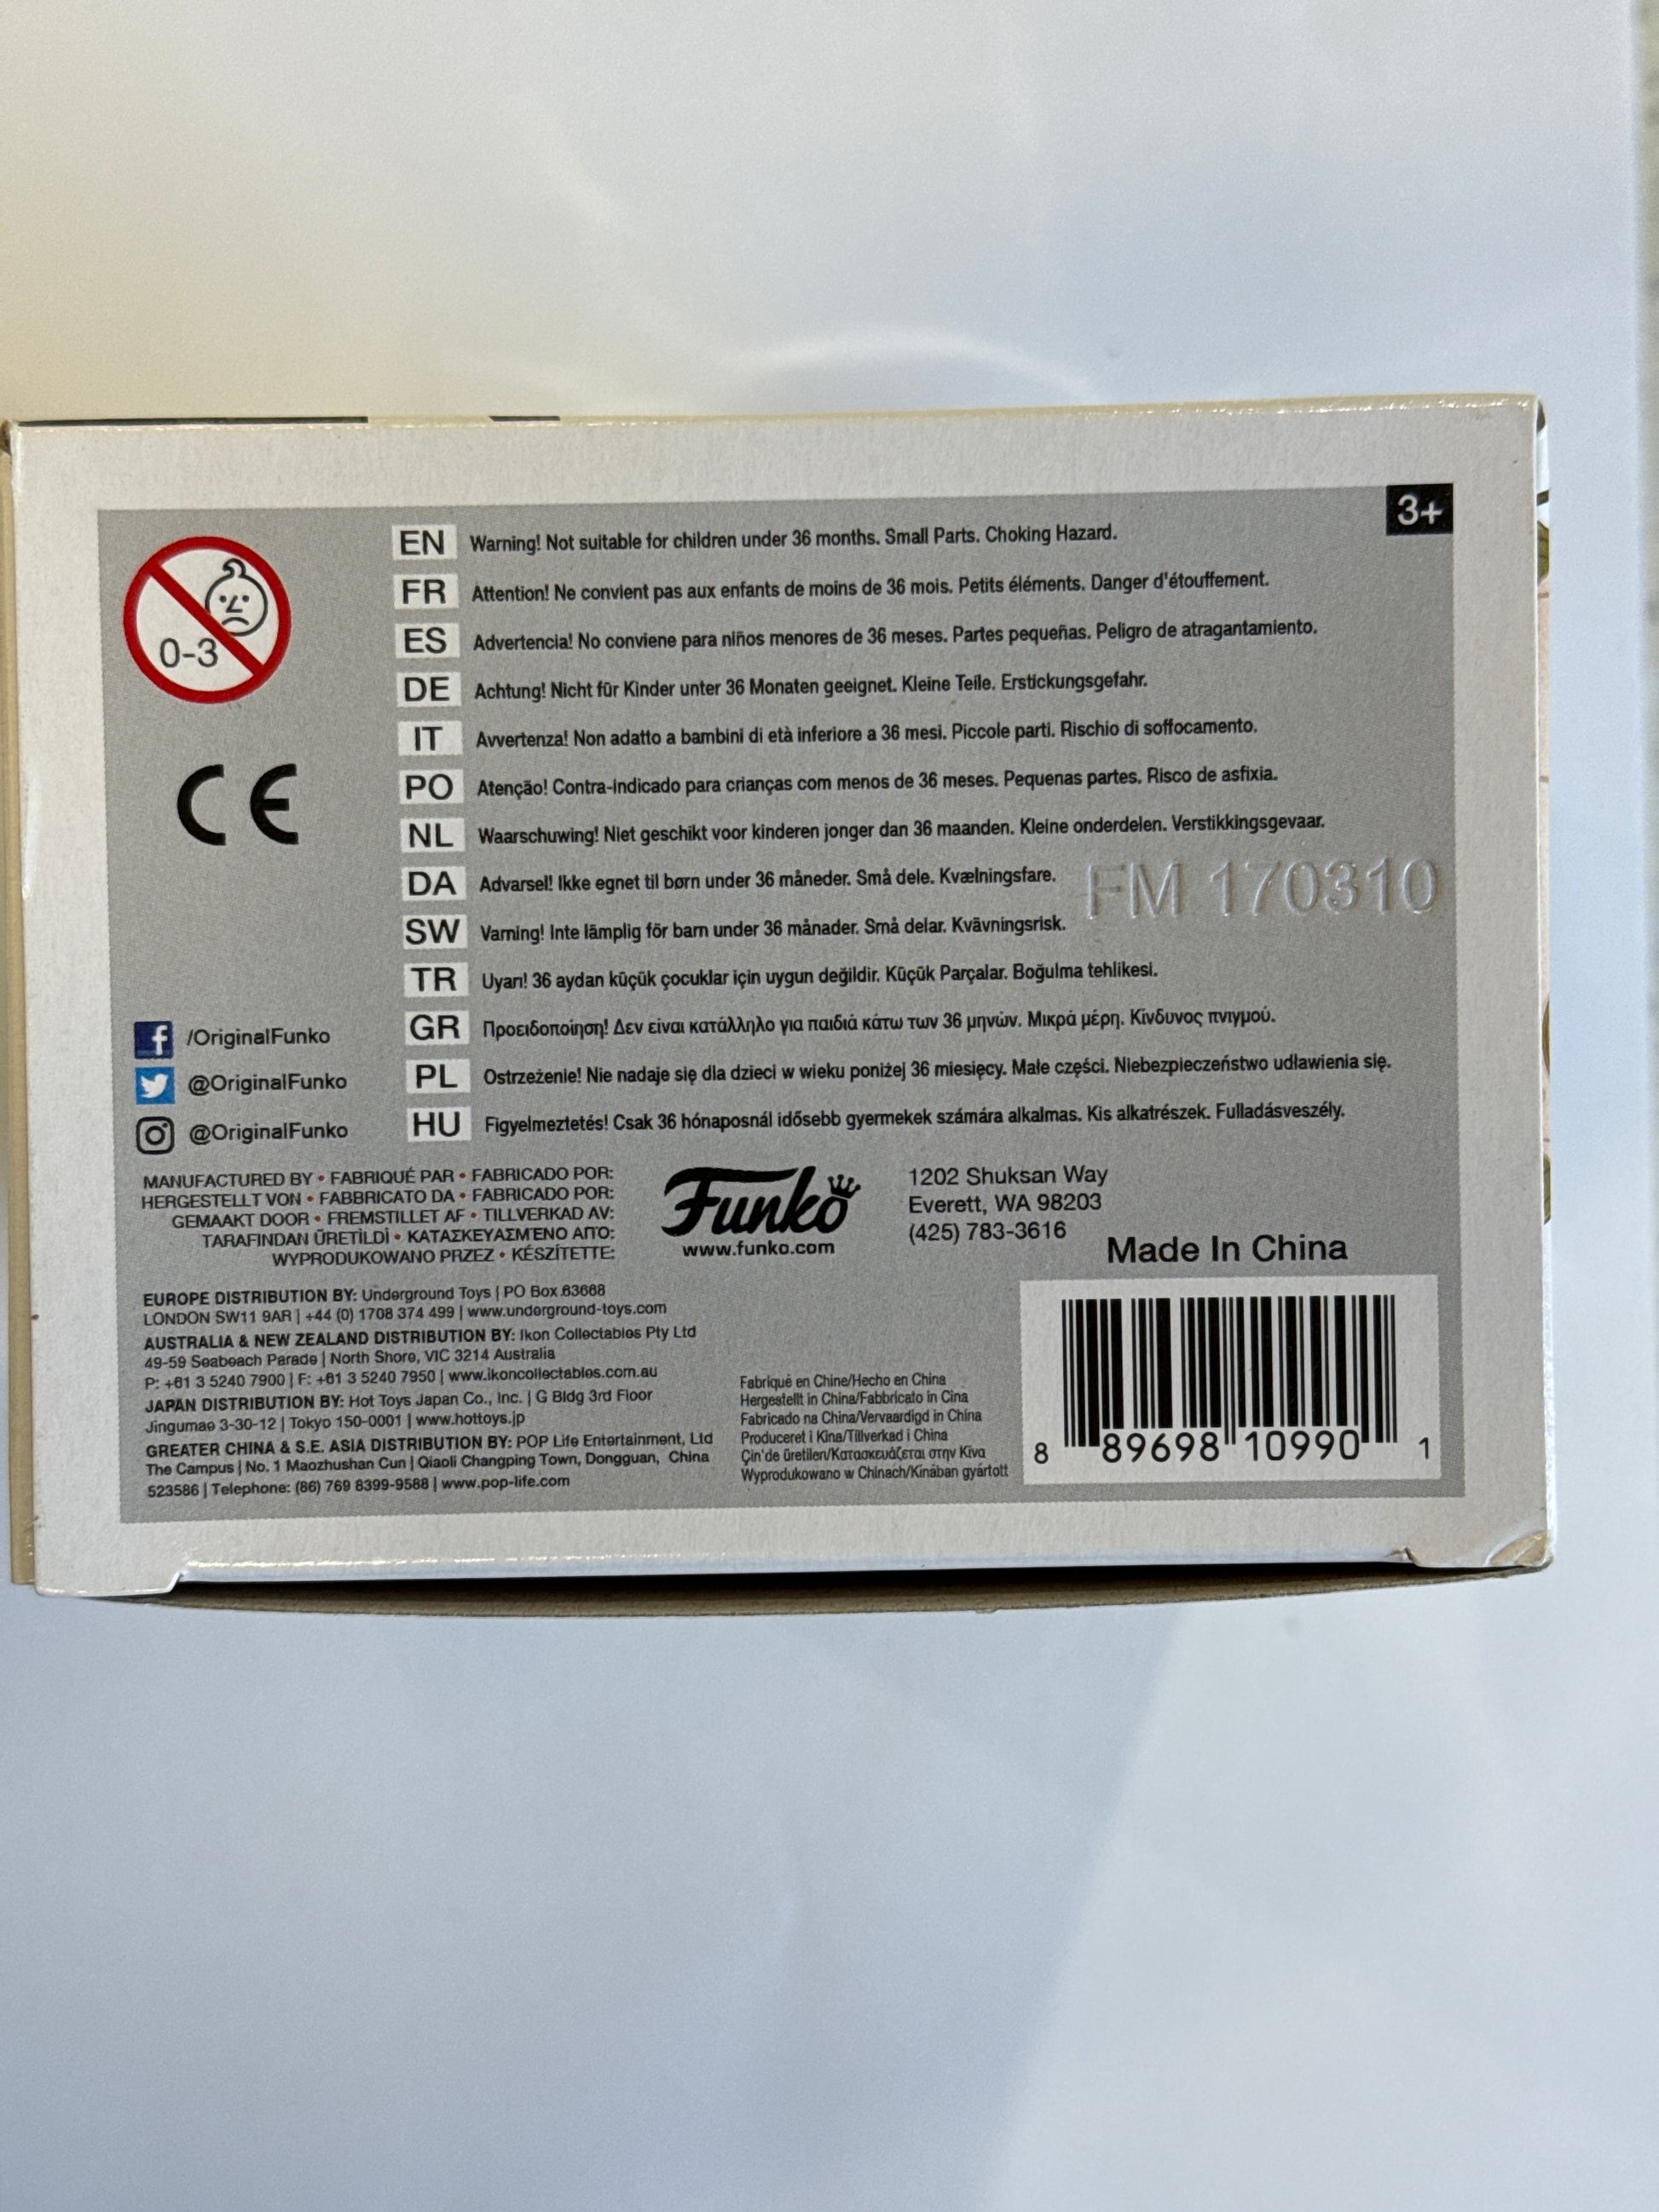 3+
0-3
EN Warning! Not suitable for children under 36 months. Small Parts. Choking Hazard.
FR Attention! Ne convient pas aux enfants de moins de 36 mois. Petits éléments. Danger d'étouffement.
ES Advertencia! No conviene para niños menores de 36 meses. Partes pequeñas. Peligro de atragantamiento.
DE Achtung! Nicht für Kinder unter 36 Monaten geeignet. Kleine Teile. Erstickungsgefahr.
IT Avvertenza! Non adatto a bambini di età inferiore a 36 mesi. Piccole parti. Rischio di soffocamento.
CE
PO Atenção! Contra-indicado para crianças com menos de 36 meses. Pequenas partes. Risco de asfixia.
NL Waarschuwing! Niet geschikt voor kinderen jonger dan 36 maanden. Kleine onderdelen. Verstikkingsgevaar.
DA Advarsel! Ikke egnet til børn under 36 måneder. Små dele. Kvælningsfare.
FM 170310
SW Varning! Inte lämplig för barn under 36 månader. Små delar. Kvävningsrisk.
TR Uyarı! 36 aydan küçük çocuklar için uygun değildir. Küçük Parçalar. Boğulma tehlikesi.
GR Προειδοποίηση! Δεν είναι κατάλληλο για παιδιά κάτω των 36 μηνών. Μικρά μέρη. Κίνδυνος πνιγμού.
PL Ostrzeżenie! Nie nadaje się dla dzieci w wieku poniżej 36 miesięcy. Małe części. Niebezpieczeństwo udławienia się.
HU Figyelmeztetés! Csak 36 hónaposnál idősebb gyermekek számára alkalmas. Kis alkatrészek. Fulladásveszély.
/OriginalFunko
@OriginalFunko
@OriginalFunko
MANUFACTURED BY • FABRIQUÉ PAR • FABRICADO POR:
HERGESTELLT VON • FABBRICATO DA • FABRICADO POR:
GEMAAKT DOOR • FREMSTILLET AF • TILLVERKAD AV:
TARAFINDAN ÜRETİLDİ • ΚΑΤΑΣΚΕΥΑΣΜΈΝΟ ΑΠΌ:
WYPRODUKOWANO PRZEZ • KÉSZÍTETTE:
Funko
www.funko.com
1202 Shuksan Way
Everett, WA 98203
(425) 783-3616
Made In China
EUROPE DISTRIBUTION BY: Underground Toys | PO Box 63668
LONDON SW11 9AR | +44 (0) 1708 374 499 | www.underground-toys.com
AUSTRALIA & NEW ZEALAND DISTRIBUTION BY: Ikon Collectables Pty Ltd
49-59 Seabeach Parade | North Shore, VIC 3214 Australia
P: +61 3 5240 7900 | F: +61 3 5240 7950 | www.ikoncollectables.com.au
JAPAN DISTRIBUTION BY: Hot Toys Japan Co., Inc. | G Bldg 3rd Floor
Jingumae 3-30-12 | Tokyo 150-0001 | www.hottoys.jp
GREATER CHINA & S.E. ASIA DISTRIBUTION BY: POP Life Entertainment, Ltd
The Campus | No. 1 Maozhushan Cun | Qiaoli Changping Town, Dongguan, China
523586 | Telephone: (86) 769 8399-9588 | www.pop-life.com
Fabriqué en Chine/Hecho en China
Hergestellt in China/Fabbricato in Cina
Fabricado na China/Vervaardigd in China
Produceret i Kina/Tillverkad i China
Çin'de üretilen/Κατασκευάζεται στην Κίνα
Wyprodukowano w Chinach/Kínában gyártott
8 89698 10990 1